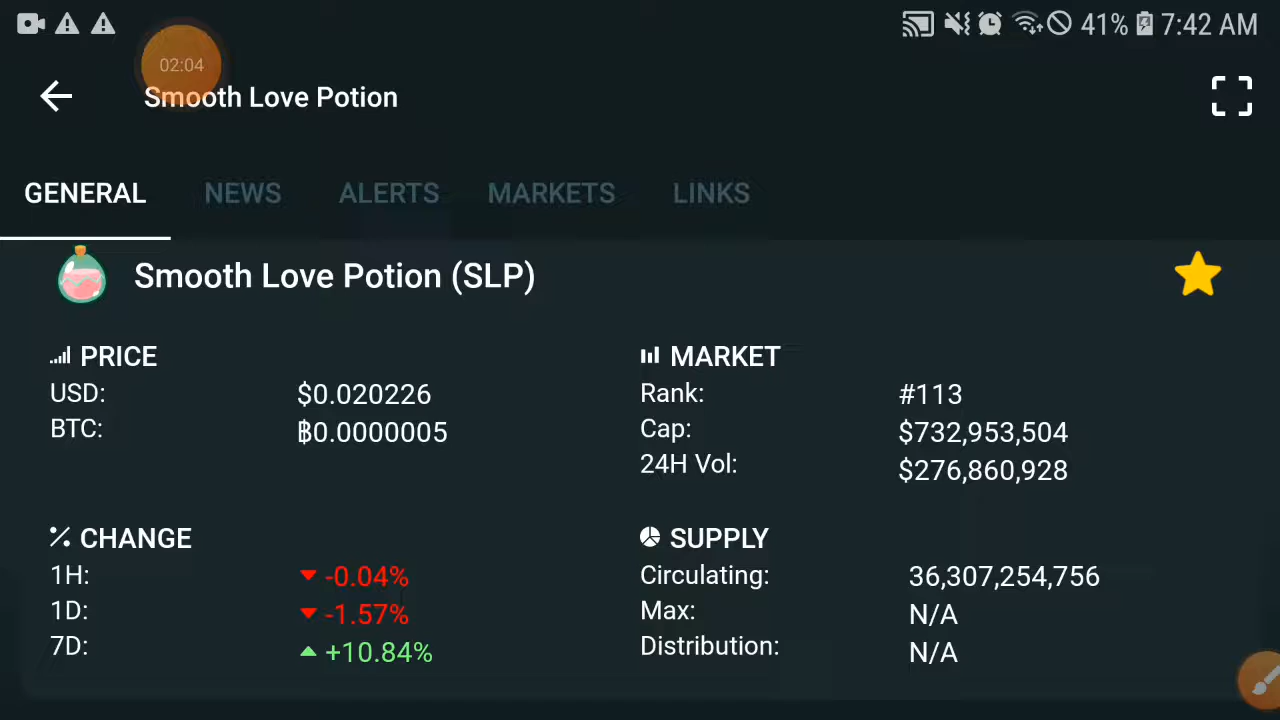 41% 7:42 AM
02:04
Smooth Love Potion
GENERAL NEWS ALERTS MARKETS LINKS
Smooth Love Potion (SLP)
PRICE
USD: $0.020226
BTC: ฿0.0000005
MARKET
Rank: #113
Cap: $732,953,504
24H Vol: $276,860,928
CHANGE
1H: -0.04%
1D: -1.57%
7D: +10.84%
SUPPLY
Circulating: 36,307,254,756
Max: N/A
Distribution: N/A